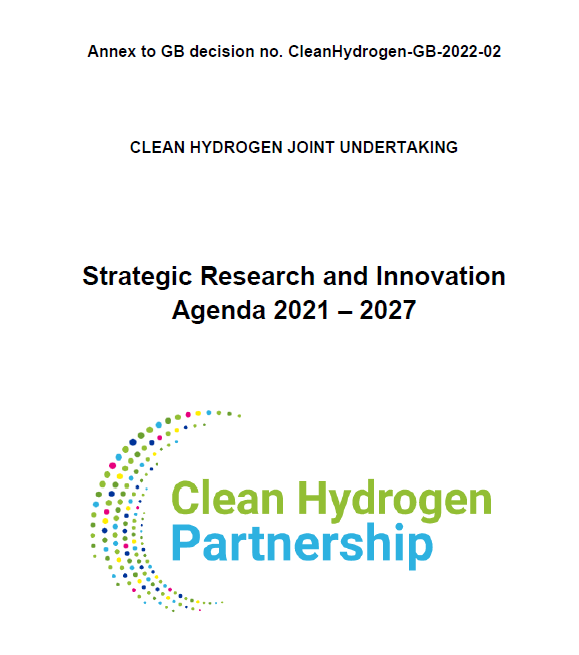 Annex to GB decision no. CleanHydrogen-GB-2022-02
CLEAN HYDROGEN JOINT UNDERTAKING
Strategic Research and Innovation
Agenda 2021 – 2027
Clean Hydrogen
Partnership